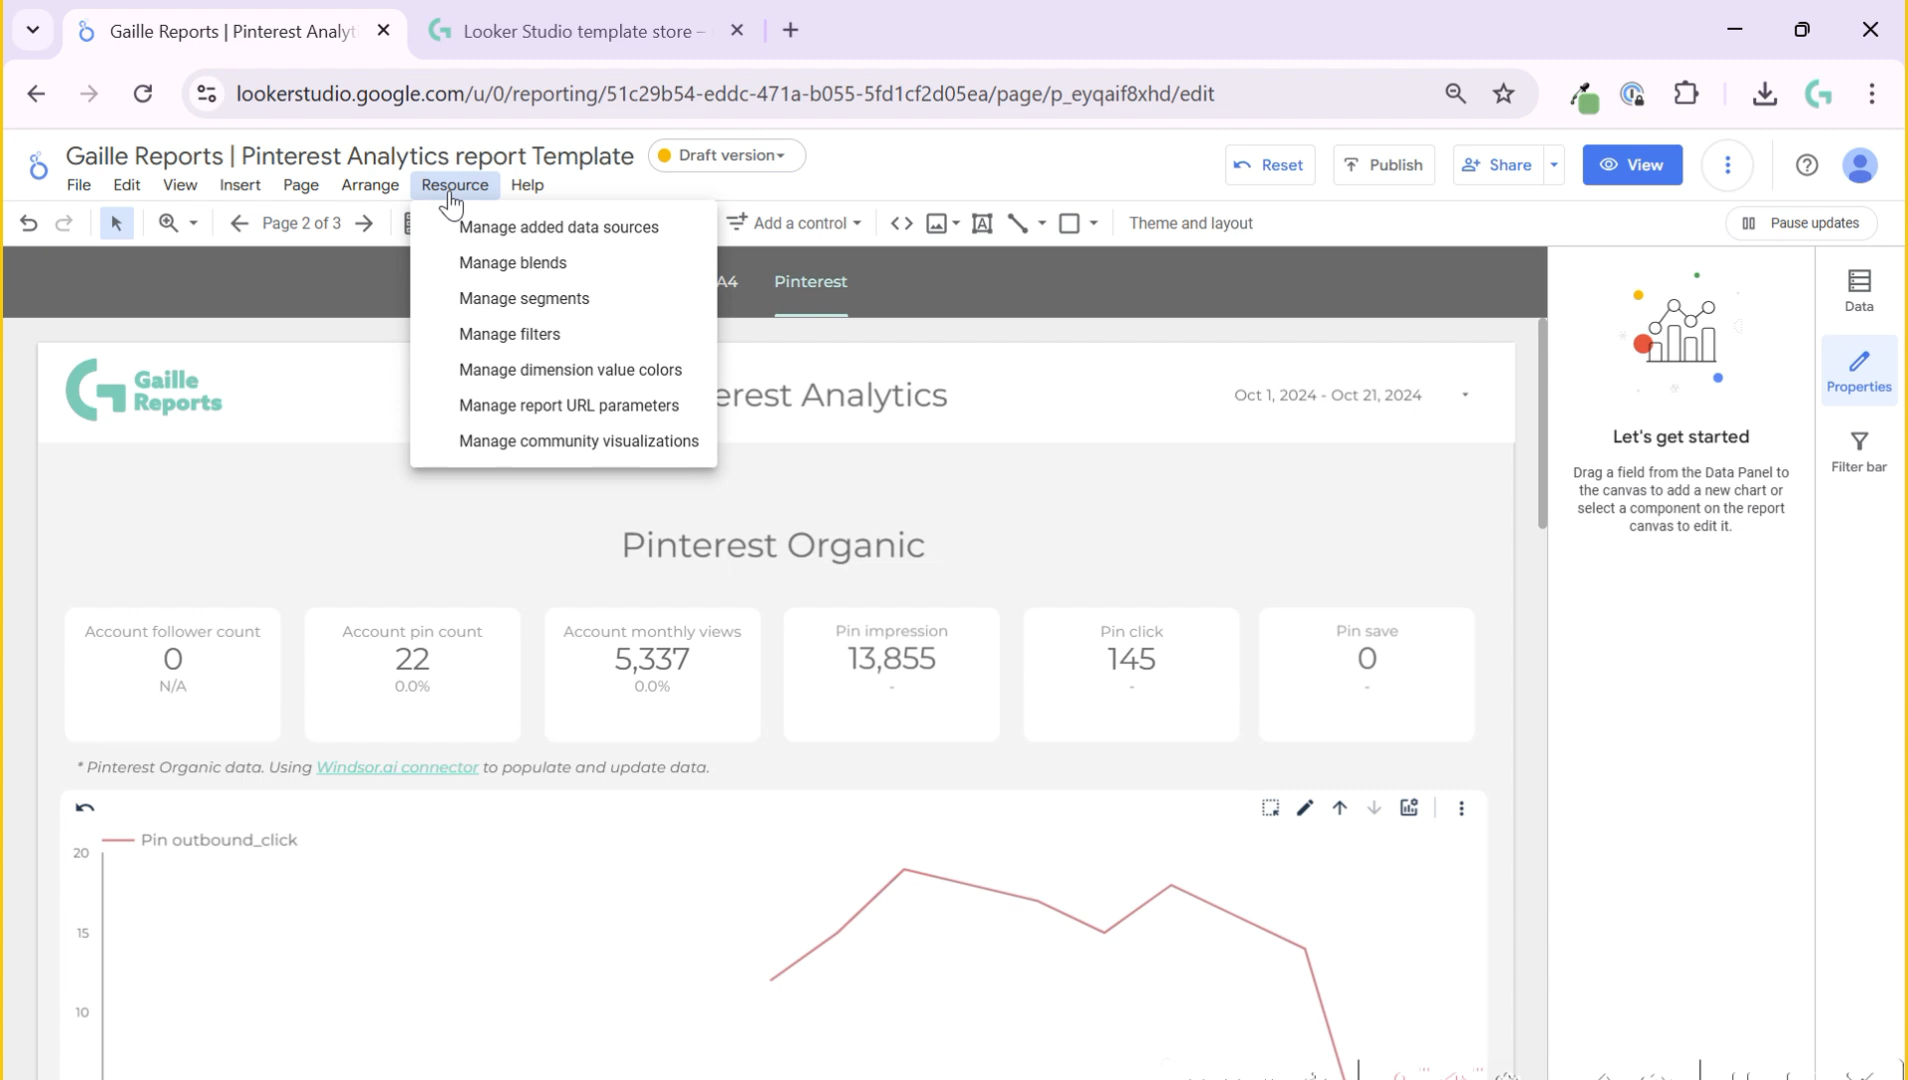 Gaille Reports | Pinterest Analyt
Looker Studio template store –
lookerstudio.google.com/u/0/reporting/51c29b54-eddc-471a-b055-5fd1cf2d05ea/page/p_eyqaif8xhd/edit
Gaille Reports | Pinterest Analytics report Template
Draft version
Reset
Publish
Share
View
File Edit View Insert Page Arrange Resource Help
Page 2 of 3
Add a control
Theme and layout
Pause updates
Manage added data sources
Manage blends
Manage segments
Manage filters
Manage dimension value colors
Manage report URL parameters
Manage community visualizations
A4
Pinterest
Gaille
Reports
erest Analytics
Oct 1, 2024 - Oct 21, 2024
Data
Properties
Filter bar
Let's get started
Drag a field from the Data Panel to
the canvas to add a new chart or
select a component on the report
canvas to edit it.
Pinterest Organic
Account follower count
0
N/A
Account pin count
22
0.0%
Account monthly views
5,337
0.0%
Pin impression
13,855
-
Pin click
145
-
Pin save
0
-
* Pinterest Organic data. Using Windsor.ai connector to populate and update data.
Pin outbound_click
20
15
10